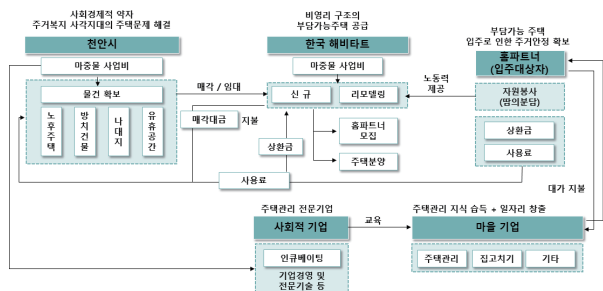 사회경제적 약자
주거복지 사각지대의 주택문제 해결
천안시
마중물 사업비
물건 확보
노후주택
방치건물
나대지
유휴공간
매각 / 임대
매각대금
지불
비영리 구조의
부담가능주택 공급
한국 해비타트
마중물 사업비
신 규
리모델링
상환금
홈파트너
모집
주택분양
사용료
노동력
제공
부담가능 주택
입주로 인한 주거안정 확보
홈파트너
(입주대상자)
자원봉사
(땀의분담)
상환금
사용료
대가 지불
주택관리 전문기업
사회적 기업
인큐베이팅
기업경영 및
전문기술 등
교육
주택관리 지식 습득 + 일자리 창출
마을 기업
주택관리
집고치기
기타